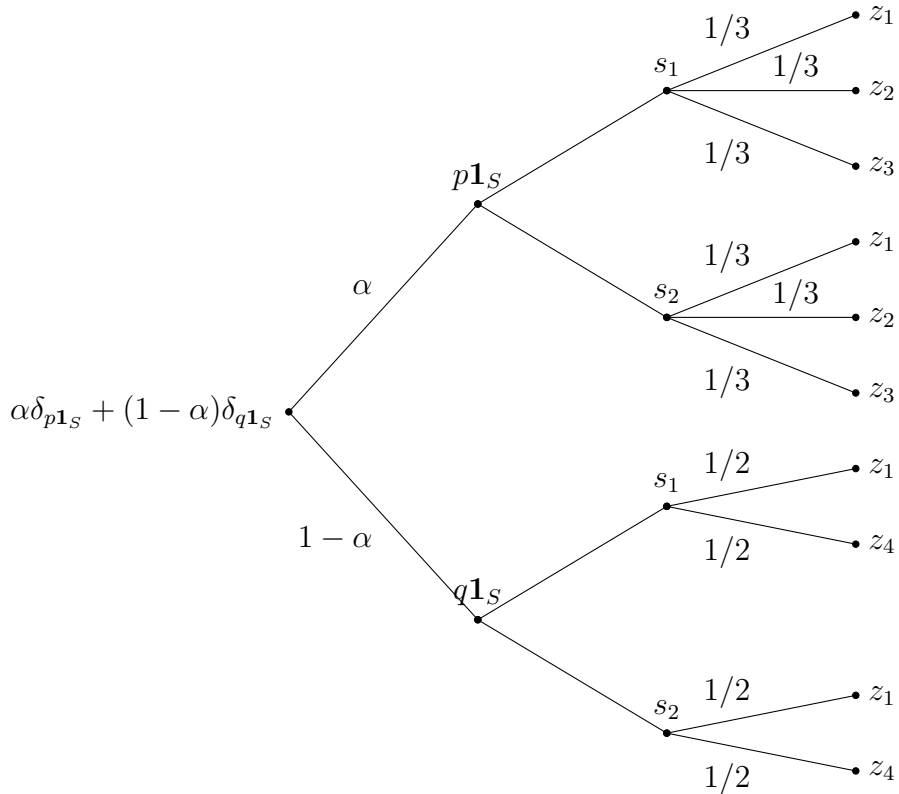 1/3
z₁
s₁
1/3
z₂
1/3
z₃
p𝟏_S
1/3
z₁
s₂
1/3
z₂
α
1/3
z₃
αδ_{p𝟏_S} + (1 − α)δ_{q𝟏_S}
1/2
z₁
s₁
1 − α
1/2
z₄
q𝟏_S
1/2
z₁
s₂
1/2
z₄